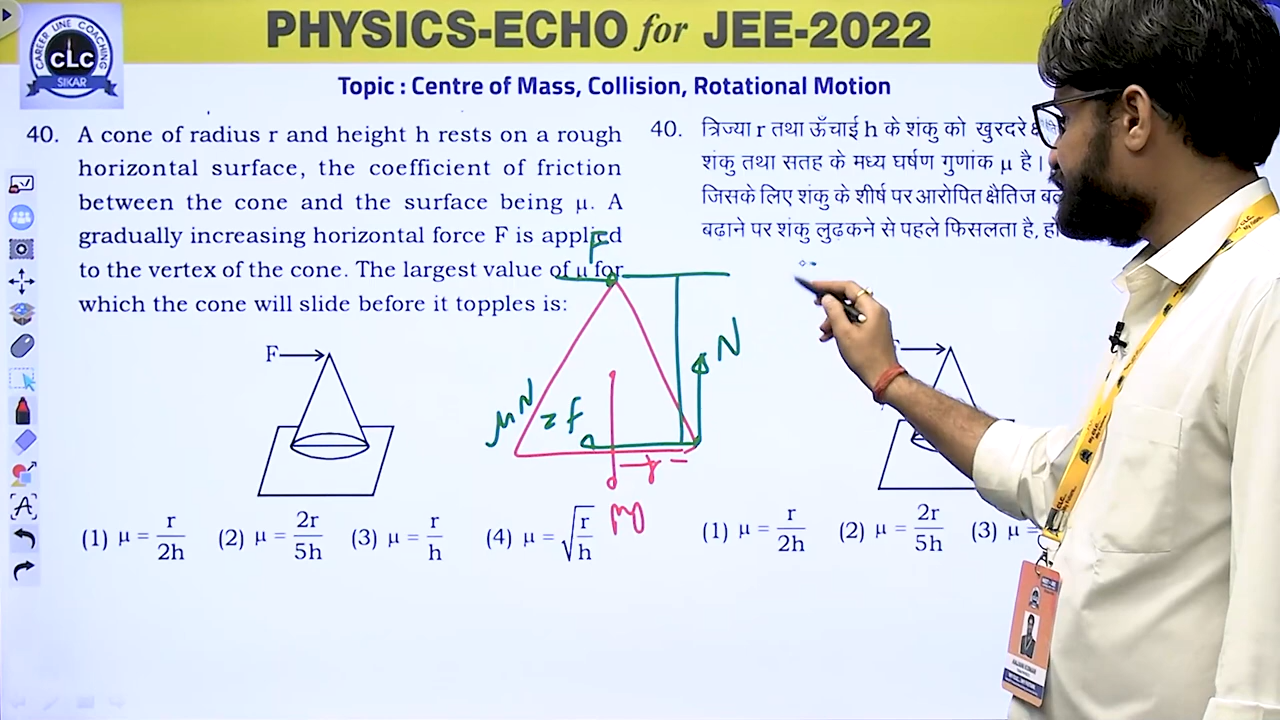 PHYSICS-ECHO for JEE-2022
CAREER LINE COACHING
CLC
SIKAR
Topic : Centre of Mass, Collision, Rotational Motion
40. A cone of radius r and height h rests on a rough
horizontal surface, the coefficient of friction
between the cone and the surface being μ. A
gradually increasing horizontal force F is applied
to the vertex of the cone. The largest value of μ for
which the cone will slide before it topples is:
F
(1) μ = r/2h (2) μ = 2r/5h (3) μ = r/h (4) μ = √(r/h)
F
N
μN = f
r
mg
40. त्रिज्या r तथा ऊँचाई h के शंकु को खुरदरे
शंकु तथा सतह के मध्य घर्षण गुणांक μ है।
जिसके लिए शंकु के शीर्ष पर आरोपित क्षैतिज
बढ़ाने पर शंकु लुढ़कने से पहले फिसलता है,
(1) μ = r/2h (2) μ = 2r/5h (3) μ =